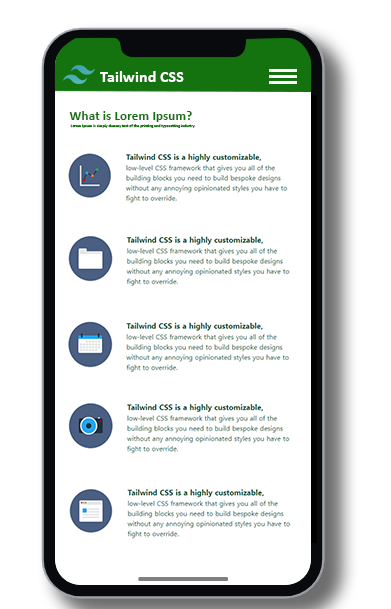 Tailwind CSS
What is Lorem Ipsum?
Lorem Ipsum is simply dummy text of the printing and typesetting industry.
Tailwind CSS is a highly customizable,
low-level CSS framework that gives you all of the
building blocks you need to build bespoke designs
without any annoying opinionated styles you have to
fight to override.
Tailwind CSS is a highly customizable,
low-level CSS framework that gives you all of the
building blocks you need to build bespoke designs
without any annoying opinionated styles you have to
fight to override.
Tailwind CSS is a highly customizable,
low-level CSS framework that gives you all of the
building blocks you need to build bespoke designs
without any annoying opinionated styles you have to
fight to override.
Tailwind CSS is a highly customizable,
low-level CSS framework that gives you all of the
building blocks you need to build bespoke designs
without any annoying opinionated styles you have to
fight to override.
Tailwind CSS is a highly customizable,
low-level CSS framework that gives you all of the
building blocks you need to build bespoke designs
without any annoying opinionated styles you have to
fight to override.